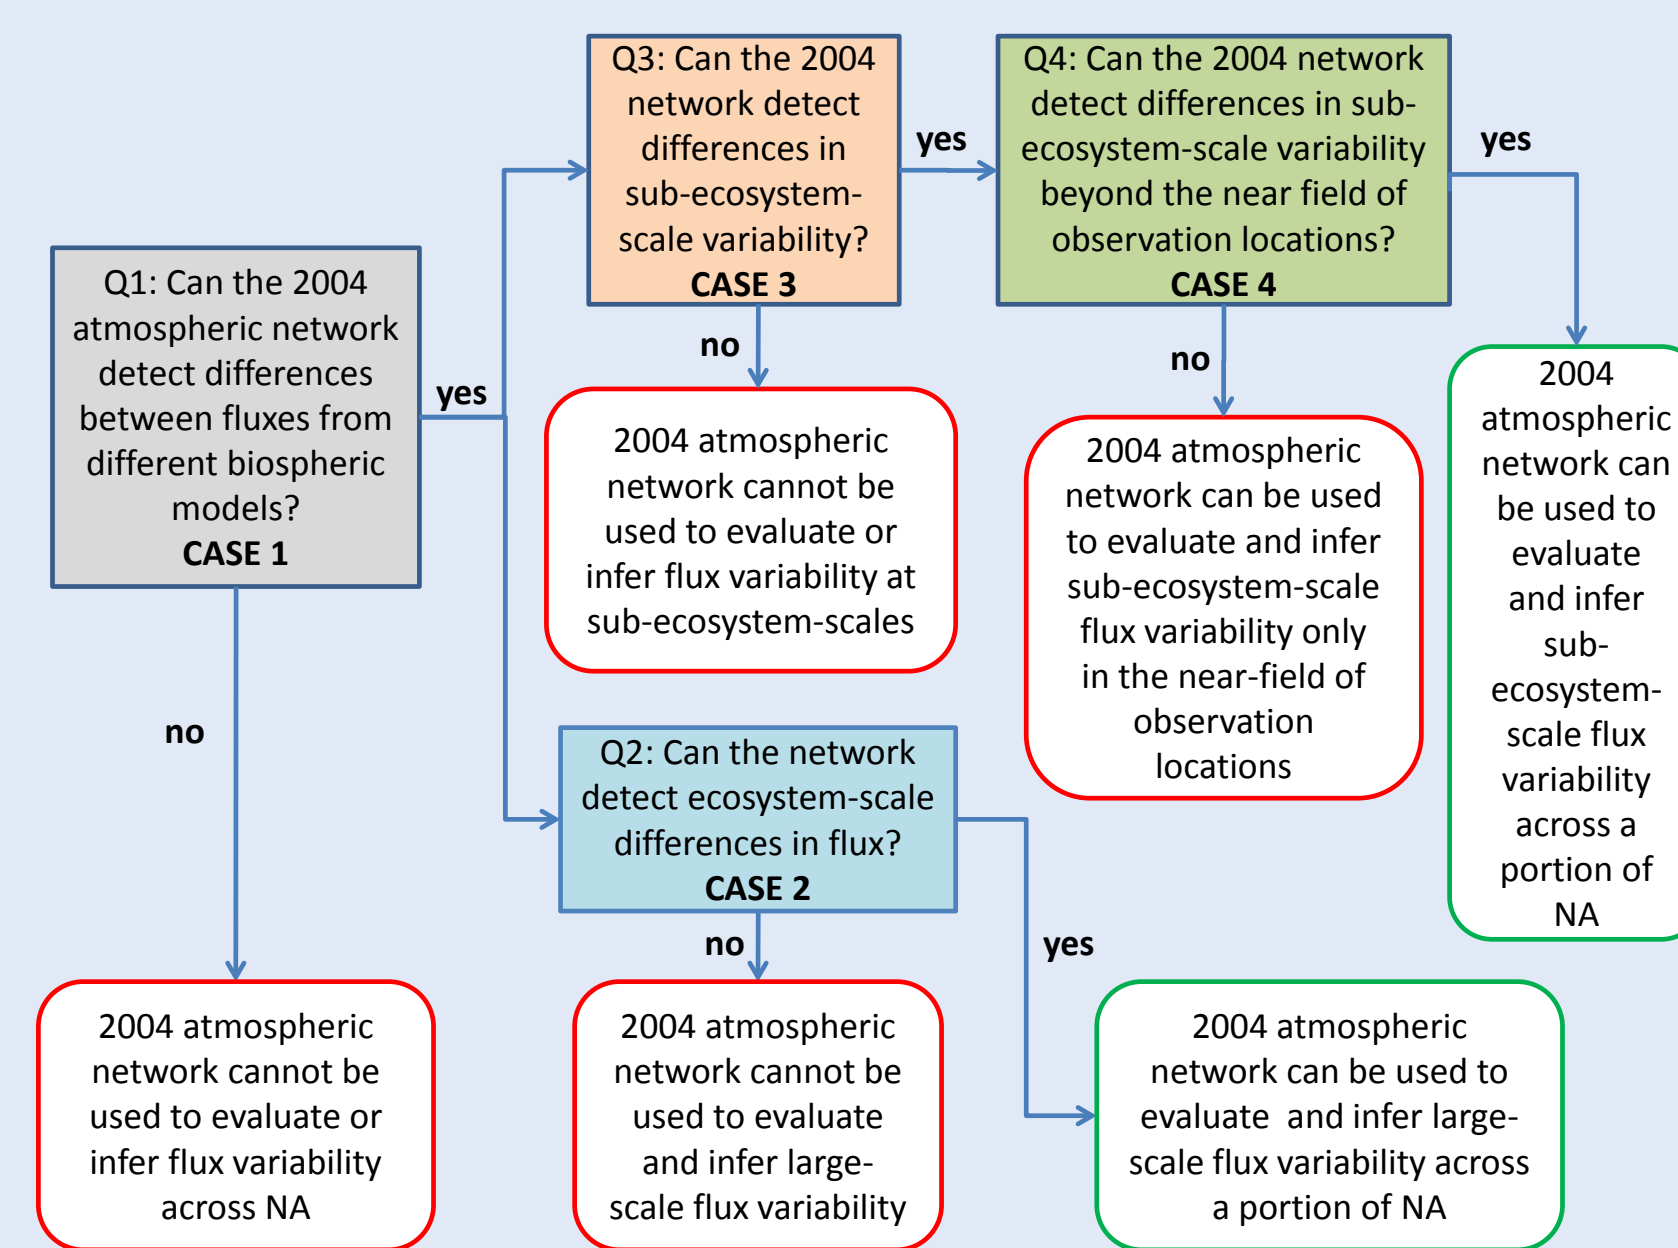 Q1: Can the 2004
atmospheric network
detect differences
between fluxes from
different biospheric
models?
CASE 1
yes
no
2004 atmospheric
network cannot be
used to evaluate or
infer flux variability
across NA
Q3: Can the 2004
network detect
differences in
sub-ecosystem-
scale variability?
CASE 3
yes
no
2004 atmospheric
network cannot be
used to evaluate or
infer flux variability at
sub-ecosystem-scales
Q4: Can the 2004 network
detect differences in sub-
ecosystem-scale variability
beyond the near field of
observation locations?
CASE 4
yes
no
2004 atmospheric
network can be used
to evaluate and infer
sub-ecosystem-scale
flux variability only
in the near-field of
observation
locations
2004
atmospheric
network can
be used to
evaluate
and infer
sub-
ecosystem-
scale flux
variability
across a
portion of
NA
Q2: Can the network
detect ecosystem-scale
differences in flux?
CASE 2
no
yes
2004 atmospheric
network cannot be
used to evaluate
and infer large-
scale flux variability
2004 atmospheric
network can be used to
evaluate  and infer large-
scale flux variability across
a portion of NA